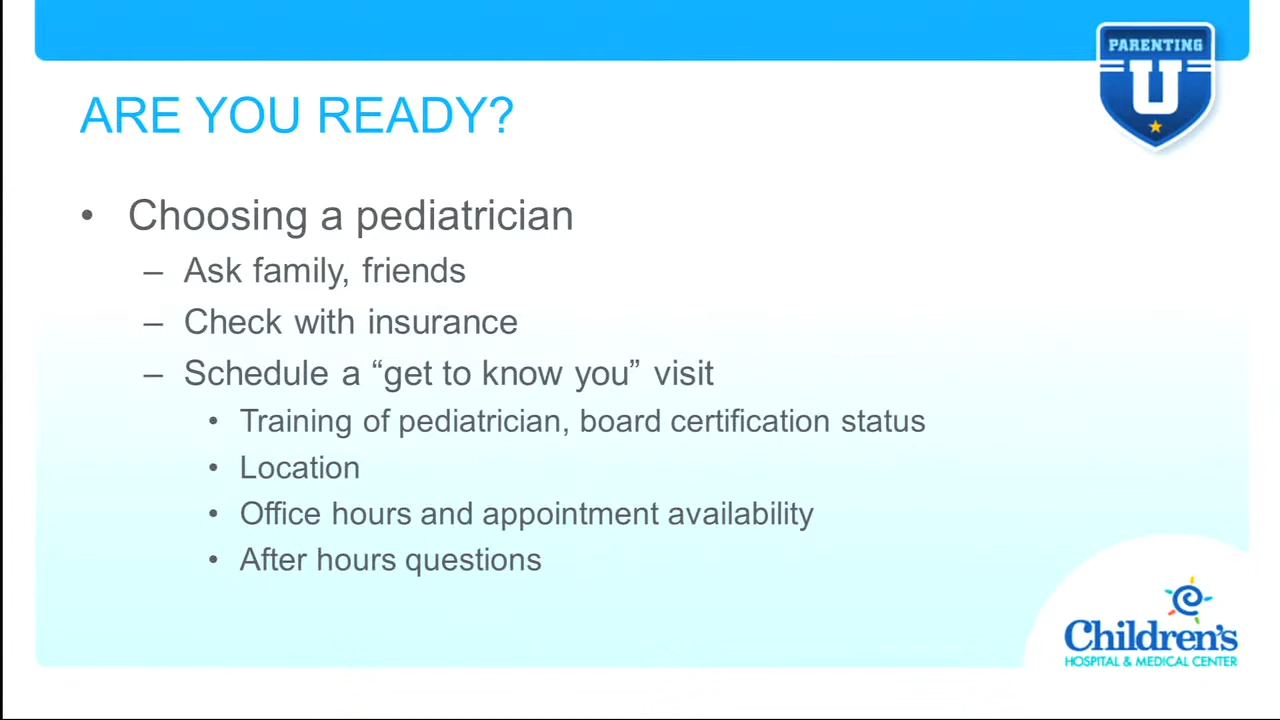 PARENTING
U
ARE YOU READY?
• Choosing a pediatrician
– Ask family, friends
– Check with insurance
– Schedule a “get to know you” visit
• Training of pediatrician, board certification status
• Location
• Office hours and appointment availability
• After hours questions
Children's
HOSPITAL & MEDICAL CENTER